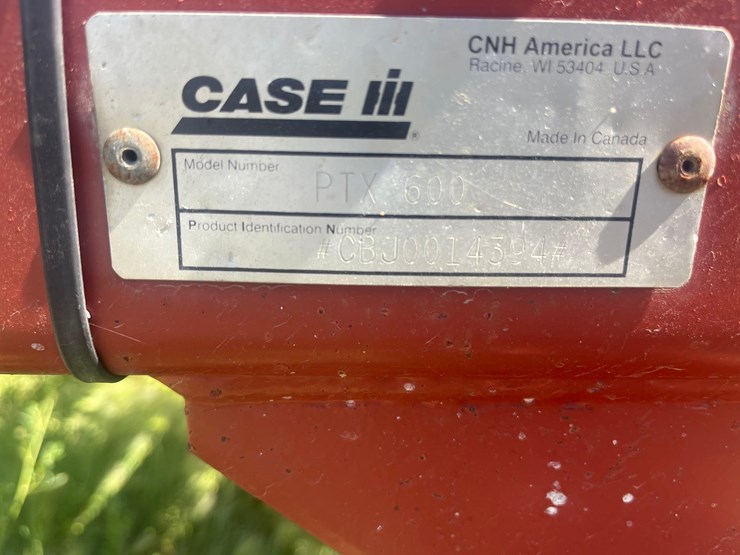 CNH America LLC
Racine, WI 53404 U.S.A
CASE IH
Made In Canada
Model Number
PTX 600
Product Identification Number
#CBJ0014394#